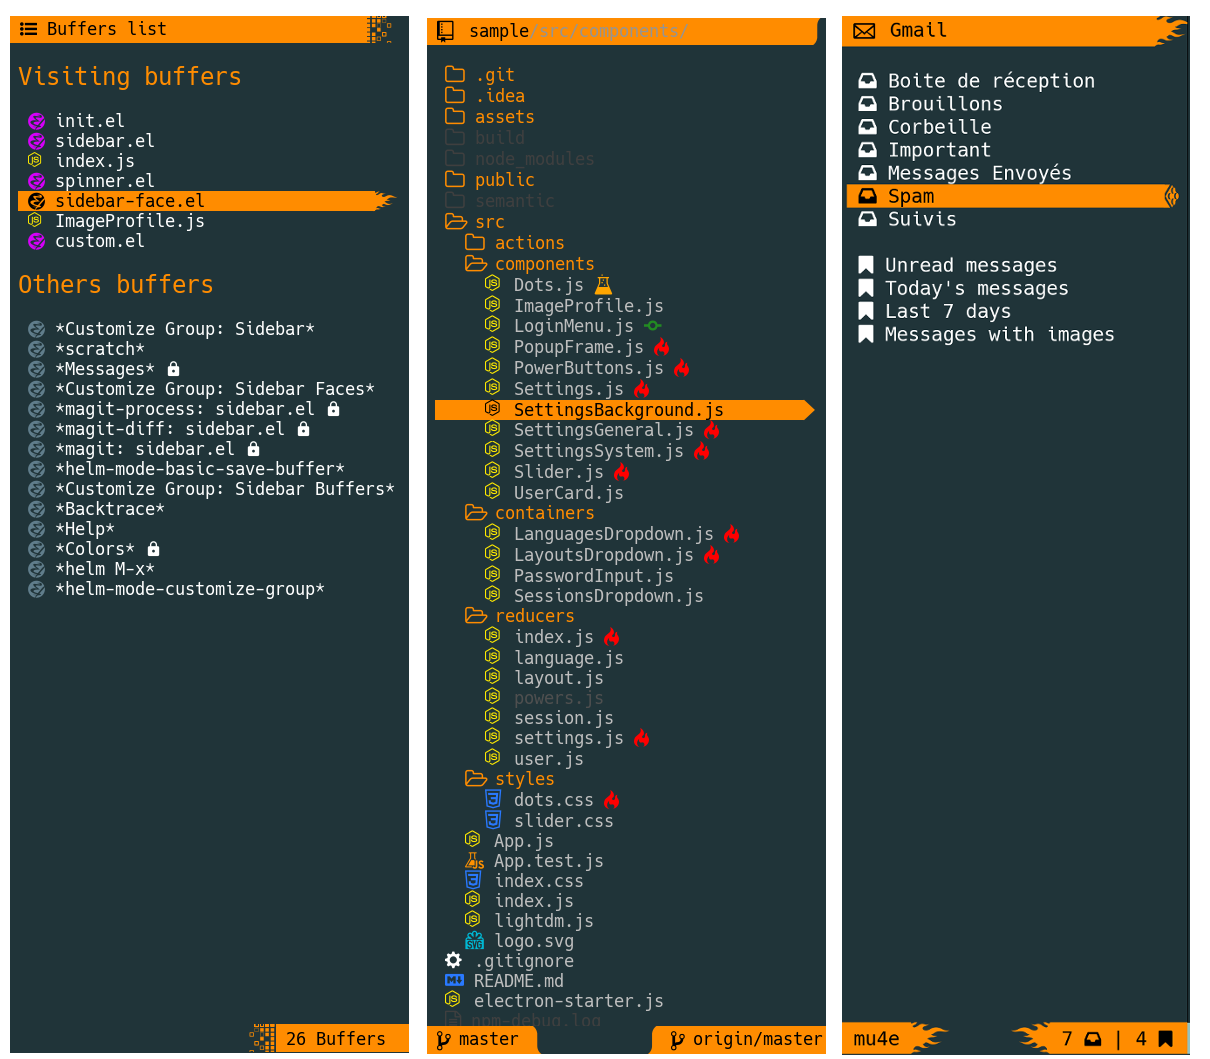 Buffers list
Visiting buffers
init.el
sidebar.el
index.js
spinner.el
sidebar-face.el
ImageProfile.js
custom.el
Others buffers
*Customize Group: Sidebar*
*scratch*
*Messages*
*Customize Group: Sidebar Faces*
*magit-process: sidebar.el
*magit-diff: sidebar.el
*magit: sidebar.el
*helm-mode-basic-save-buffer*
*Customize Group: Sidebar Buffers*
*Backtrace*
*Help*
*Colors*
*helm M-x*
*helm-mode-customize-group*
26 Buffers
sample/src/components/
.git
.idea
assets
build
node_modules
public
semantic
src
actions
components
Dots.js
ImageProfile.js
LoginMenu.js
PopupFrame.js
PowerButtons.js
Settings.js
SettingsBackground.js
SettingsGeneral.js
SettingsSystem.js
Slider.js
UserCard.js
containers
LanguagesDropdown.js
LayoutsDropdown.js
PasswordInput.js
SessionsDropdown.js
reducers
index.js
language.js
layout.js
powers.js
session.js
settings.js
user.js
styles
dots.css
slider.css
App.js
App.test.js
index.css
index.js
lightdm.js
logo.svg
.gitignore
README.md
electron-starter.js
npm-debug.log
master origin/master
Gmail
Boite de réception
Brouillons
Corbeille
Important
Messages Envoyés
Spam
Suivis
Unread messages
Today's messages
Last 7 days
Messages with images
mu4e 7 | 4